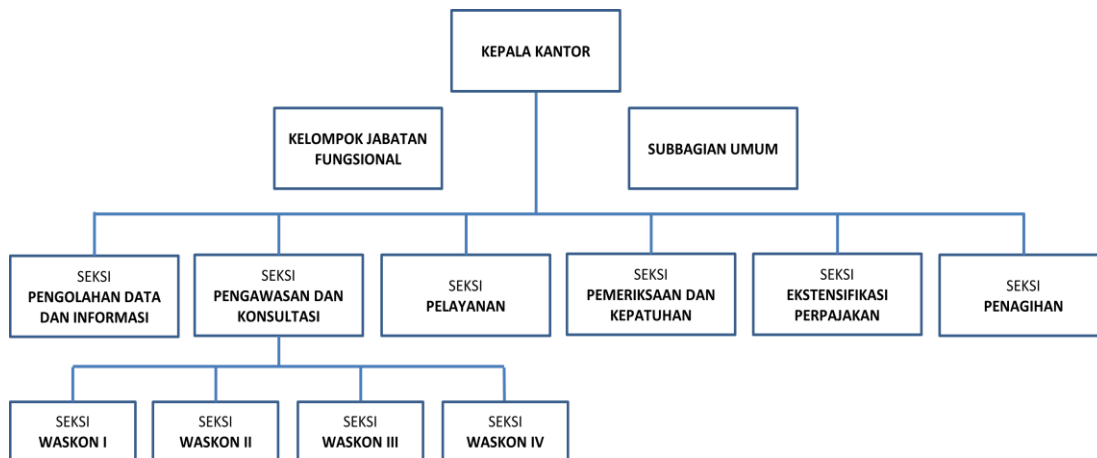 KEPALA KANTOR
KELOMPOK JABATAN
FUNGSIONAL
SUBBAGIAN UMUM
SEKSI
PENGOLAHAN DATA
DAN INFORMASI
SEKSI
PENGAWASAN DAN
KONSULTASI
SEKSI
PELAYANAN
SEKSI
PEMERIKSAAN DAN
KEPATUHAN
SEKSI
EKSTENSIFIKASI
PERPAJAKAN
SEKSI
PENAGIHAN
SEKSI
WASKON I
SEKSI
WASKON II
SEKSI
WASKON III
SEKSI
WASKON IV